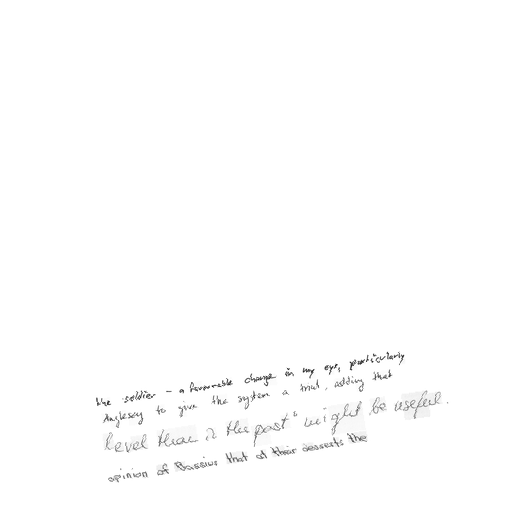 the soldier - a favourable change in my eye, particularly
Anglesey to give the system a trial, adding that
level than in the past " might be useful.
opinion of Bassius that at their desserts the